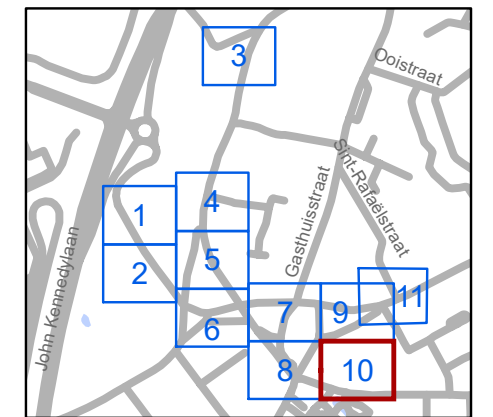 3
Ooistraat
Sint-Rafaëlstraat
Gasthuisstraat
John Kennedylaan
1
4
2
5
6
7
9
11
8
10